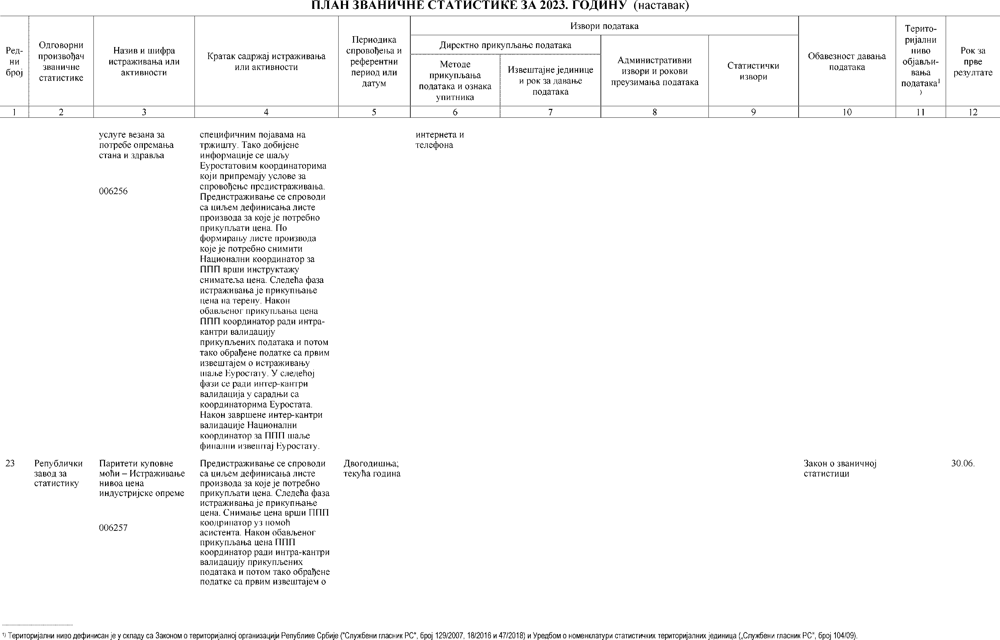 ПЛАН ЗВАНИЧНЕ СТАТИСТИКЕ ЗА 2023. ГОДИНУ (наставак)
Ред-
ни
број
Одговорни
произвођач
званичне
статистике
Назив и шифра
истраживања или
активности
Кратак садржај истраживања
или активности
Периодика
спровођења и
референтни
период или
датум
Извори података
Директно прикупљање података
Методе
прикупљања
података и ознака
упитника
Извештајне јединице
и рок за давање
података
Административни
извори и рокови
преузимања података
Статистички
извори
Обавезност давања
података
Терито-
ријални
ниво
објављи-
вања
података1
)
Рок за
прве
резултате
1 2 3 4 5 6 7 8 9 10 11 12
услуге везана за
потребе опремања
стана и здравља
006256
специфичним појавама на
тржишту. Тако добијене
информације се шаљу
Еуростатовим координаторима
који припремају услове за
спровођење предистраживања.
Предистраживање се спроводи
са циљем дефинисања листе
производа за које је потребно
прикупљати цена. По
формирању листе производа
које је потребно снимити
Национални координатор за
ППП врши инструктажу
сниматеља цена. Следећа фаза
истраживања је прикупњање
цена на терену. Након
обављеног прикупљања цена
ППП координатор ради интра-
кантри валидацију
прикупљених података и потом
тако обрађене податке са првим
извештајем о истраживању
шаље Еуростату. У следећој
фази се ради интер-кантри
валидација у сарадњи са
координаторима Еуростата.
Након завршене интер-кантри
валидације Национални
координатор за ППП шаље
финални извештај Еуростату.
интернета и
телефона
23
Републички
завод за
статистику
Паритети куповне
моћи – Истраживање
нивоа цена
индустријске опреме
006257
Предистраживање се спроводи
са циљем дефинисања листе
производа за које је потребно
прикупљати цена. Следећа фаза
истраживања је прикупњање
цена. Снимање цена врши ППП
коодринатор уз помоћ
асистента. Након обављеног
прикупљања цена ППП
координатор ради интра-кантри
валидацију прикупљених
података и потом тако обрађене
податке са првим извештајем о
Двогодишња;
текућа година
Закон о званичној
статистици
30.06.
1) Територијални ниво дефинисан је у складу са Законом о територијалној организацији Републике Србије ("Службени гласник РС", број 129/2007, 18/2016 и 47/2018) и Уредбом о номенклатури статистичких територијалних јединица („Службени гласник РС", број 104/09).